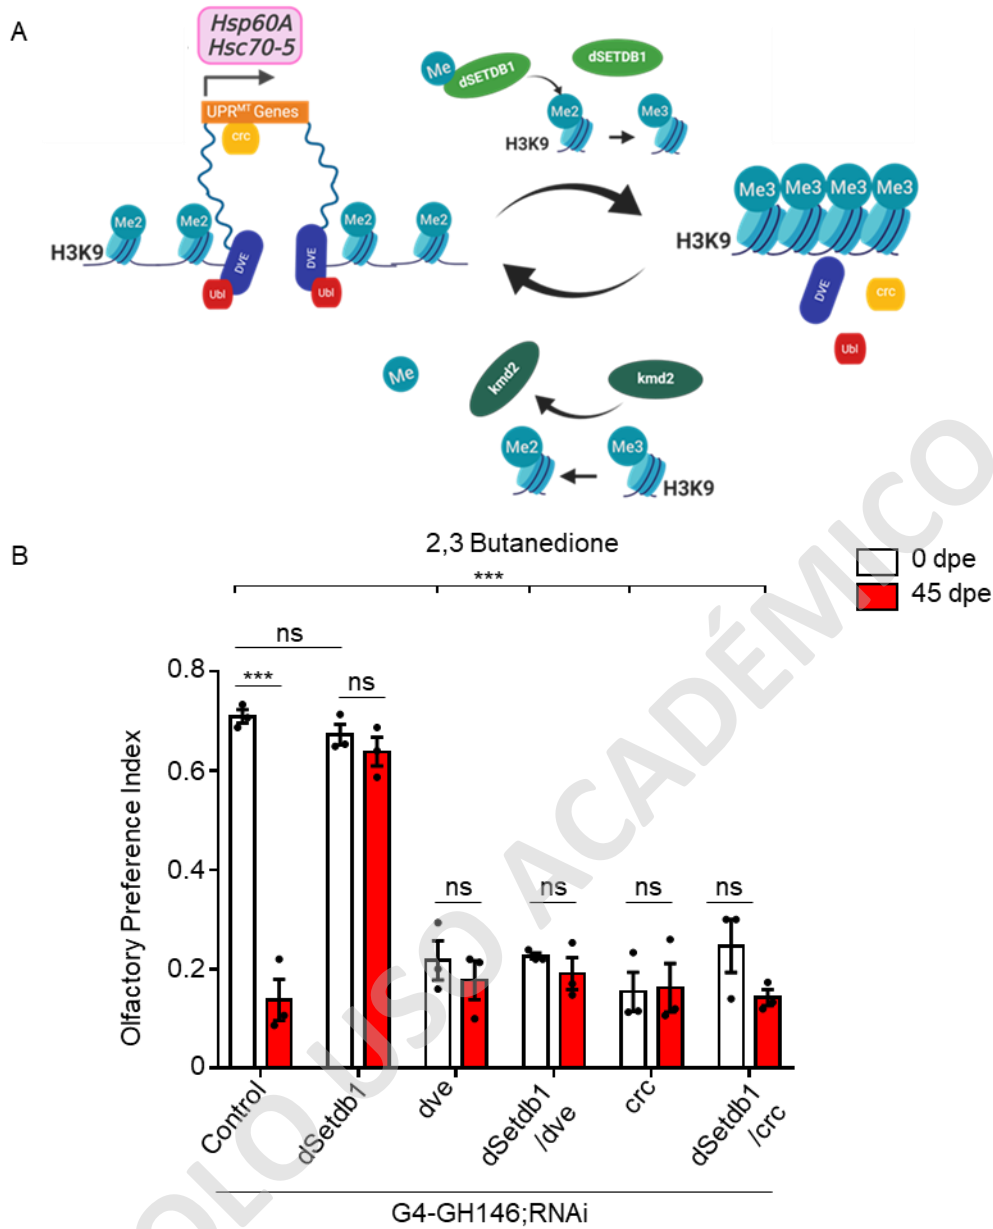 A
Hsp60A
Hsc70-5
UPRMT Genes
crc
Me2
Me2
Me2
Me2
H3K9
DVE
DVE
Ubl
Ubl
Me
dSETDB1
dSETDB1
Me2
Me3
H3K9
Me3
Me3
Me3
Me3
H3K9
DVE
crc
Ubl
Me
kmd2
kmd2
Me2
Me3
H3K9
B
2,3 Butanedione
0 dpe
45 dpe
***
ns
***
ns
ns
ns
ns
ns
Olfactory Preference Index
0.8
0.6
0.4
0.2
0
Control
dSetdb1
dve
dSetdb1
/dve
crc
dSetdb1
/crc
G4-GH146;RNAi
SOLO USO ACADÉMICO